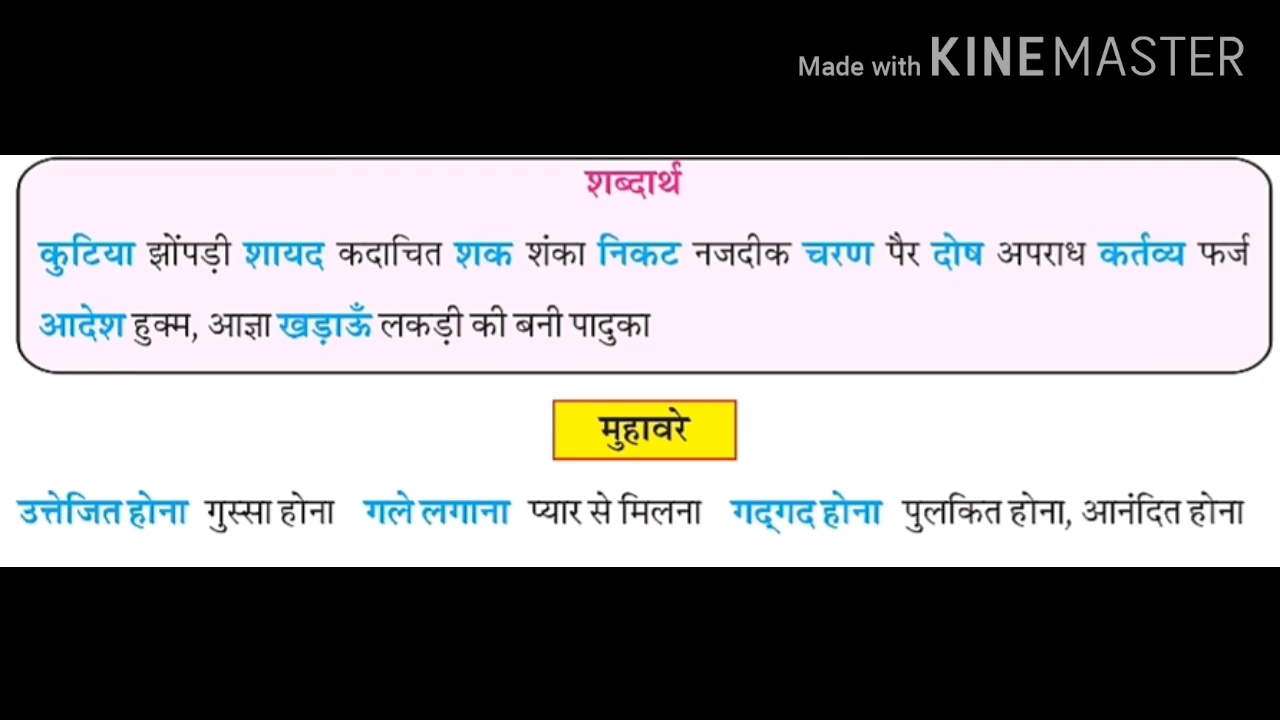 Made with KINEMASTER
शब्दार्थ
कुटिया झोंपड़ी शायद कदाचित शक शंका निकट नजदीक चरण पैर दोष अपराध कर्तव्य फर्ज
आदेश हुक्म, आज्ञा खड़ाऊँ लकड़ी की बनी पादुका
मुहावरे
उत्तेजित होना गुस्सा होना गले लगाना प्यार से मिलना गद्‌गद होना पुलकित होना, आनंदित होना